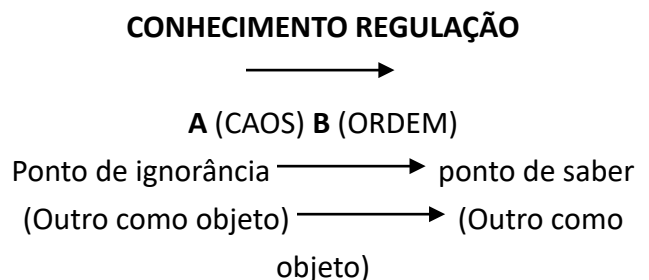 CONHECIMENTO REGULAÇÃO
A (CAOS) B (ORDEM)
Ponto de ignorância ponto de saber
(Outro como objeto) (Outro como
objeto)